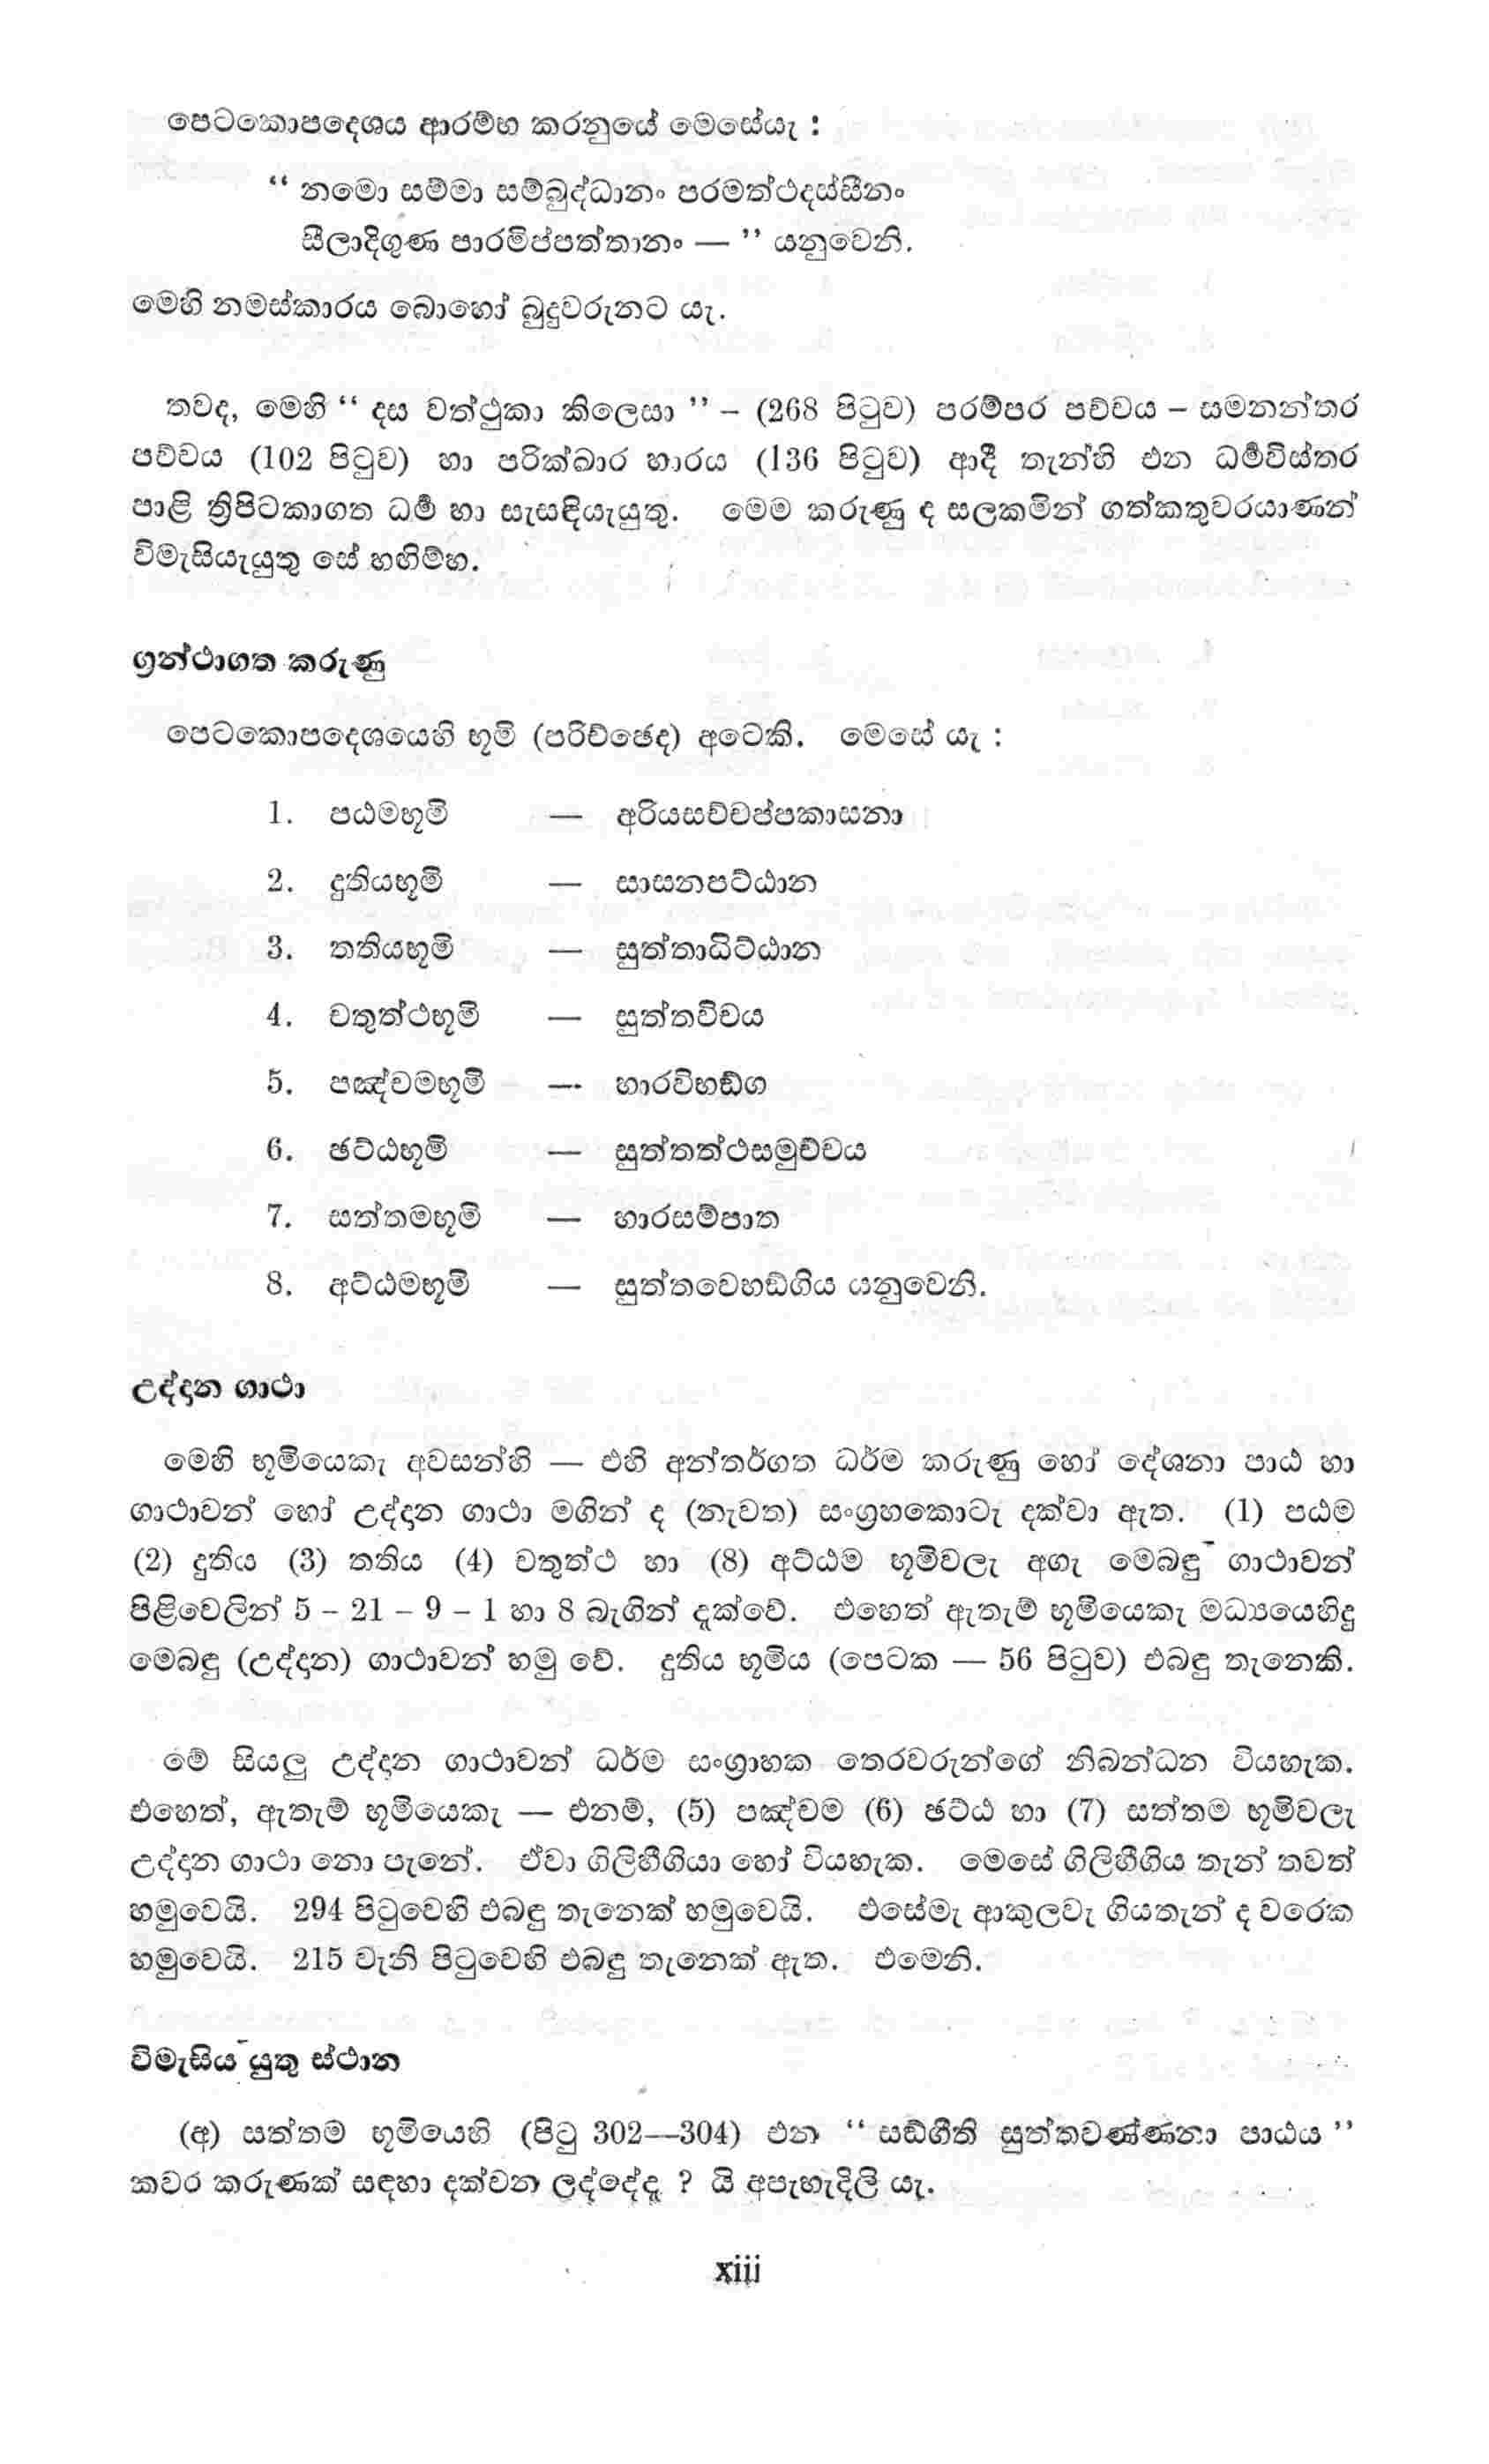 පෙටකොපදෙශය ආරම්භ කරනුයේ මෙසේයැ :
“ නමො සම්මා සම්බුද්ධානං පරමත්ථදස්සීනං
සීලාදිගුණ පාරමිප්පත්තානං — ” යනුවෙනි.
මෙහි නමස්කාරය බොහෝ බුදුවරුනට යැ.
තවද, මෙහි “ දස වත්ථුකා කිලෙසා ” – (268 පිටුව) පරම්පර පච්චය – සමනන්තර
පච්චය (102 පිටුව) හා පරික්ඛාර හාරය (136 පිටුව) ආදී තැන්හි එන ධර්‍මවිස්තර
පාළි ත්‍රිපිටකාගත ධර්‍ම හා සැසඳියැයුතු. මෙම කරුණු ද සලකමින් ගත්කතුවරයාණන්
විමැසියැයුතු සේ හඟිම්හ.
ග්‍රන්ථාගත කරුණු
පෙටකොපදෙශයෙහි භූමි (පරිච්ඡෙද) අටෙකි. මෙසේ යැ :
1. පඨමභූමි — අරියසච්චප්පකාසනා
2. දුතියභූමි — සාසනපට්ඨාන
3. තතියභූමි — සුත්තාධිට්ඨාන
4. චතුත්ථභූමි — සුත්තවිචය
5. පඤ්චමභූමි — හාරවිභඞ්ග
6. ඡට්ඨභූමි — සුත්තත්ථසමුච්චය
7. සත්තමභූමි — හාරසම්පාත
8. අට්ඨමභූමි — සුත්තවෙභඞ්ගිය යනුවෙනි.
උද්දාන ගාථා
මෙහි භූමියෙකැ අවසන්හි — එහි අන්තර්ගත ධර්ම කරුණු හෝ දේශනා පාඨ හා
ගාථාවන් හෝ උද්දාන ගාථා මගින් ද (නැවත) සංග්‍රහකොටැ දක්වා ඇත. (1) පඨම
(2) දුතිය (3) තතිය (4) චතුත්ථ හා (8) අට්ඨම භූමිවලැ අගැ මෙබඳු ගාථාවන්
පිළිවෙලින් 5 – 21 – 9 – 1 හා 8 බැගින් දැක්වේ. එහෙත් ඇතැම් භූමියෙකැ මධ්‍යයෙහිදු
මෙබඳු (උද්දාන) ගාථාවන් හමු වේ. දුතිය භූමිය (පෙටක — 56 පිටුව) එබඳු තැනෙකි.
මේ සියලු උද්දාන ගාථාවන් ධර්ම සංග්‍රාහක තෙරවරුන්ගේ නිබන්ධන වියහැක.
එහෙත්, ඇතැම් භූමියෙකැ — එනම්, (5) පඤ්චම (6) ඡට්ඨ හා (7) සත්තම භූමිවලැ
උද්දාන ගාථා නො පැනේ. ඒවා ගිලිහීගියා හෝ වියහැක. මෙසේ ගිලිහීගිය තැන් තවත්
හමුවෙයි. 294 පිටුවෙහි එබඳු තැනෙක් හමුවෙයි. එසේමැ ආකුලවැ ගියතැන් ද වරෙක
හමුවෙයි. 215 වැනි පිටුවෙහි එබඳු තැනෙක් ඇත. එමෙනි.
විමැසිය යුතු ස්ථාන
(අ) සත්තම භූමියෙහි (පිටු 302—304) එන “ සඞ්ගීති සුත්තවණ්ණනා පාඨය ”
කවර කරුණක් සඳහා දක්වන ලද්දේදැ ? යි අපැහැදිලි යැ.
xiii